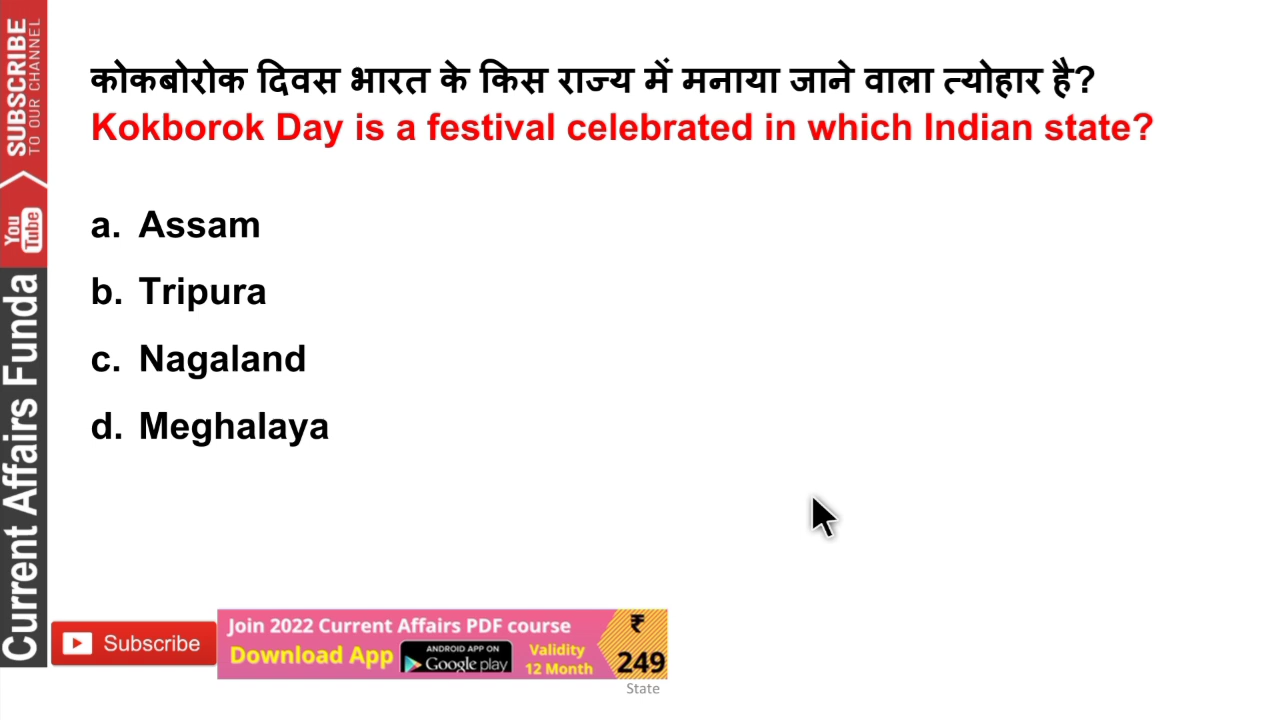 कोकबोरोक दिवस भारत के किस राज्य में मनाया जाने वाला त्योहार है?
Kokborok Day is a festival celebrated in which Indian state?
a. Assam
b. Tripura
c. Nagaland
d. Meghalaya
SUBSCRIBE
TO OUR CHANNEL
You
Tube
Current Affairs Funda
Subscribe
Join 2022 Current Affairs PDF course
Download App
ANDROID APP ON
Google play
Validity
12 Month
₹
249
State